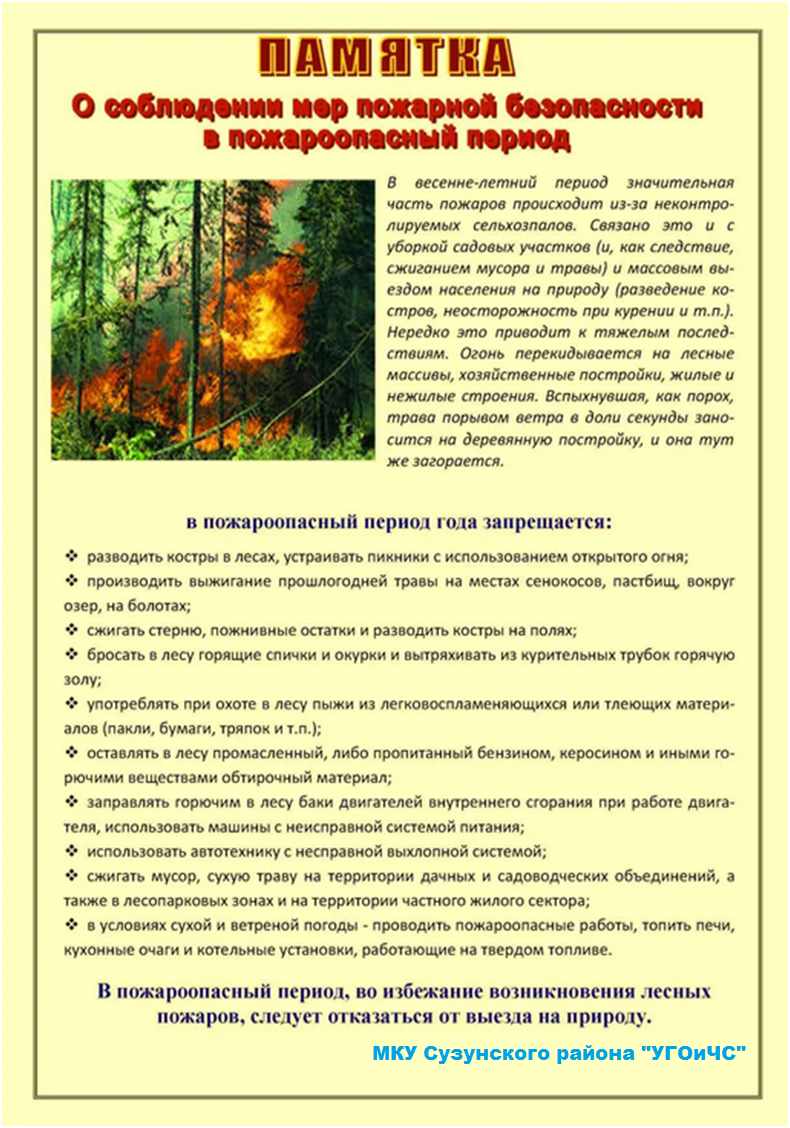 ПАМЯТКА
О соблюдении мер пожарной безопасности
в пожароопасный период
В весенне-летний период значительная
часть пожаров происходит из-за неконтро-
лируемых сельхозпалов. Связано это и с
уборкой садовых участков (и, как следствие,
сжиганием мусора и травы) и массовым вы-
ездом населения на природу (разведение ко-
стров, неосторожность при курении и т.п.).
Нередко это приводит к тяжелым послед-
ствиям. Огонь перекидывается на лесные
массивы, хозяйственные постройки, жилые и
нежилые строения. Вспыхнувшая, как порох,
трава порывом ветра в доли секунды зано-
сится на деревянную постройку, и она тут
же загорается.
в пожароопасный период года запрещается:
❖ разводить костры в лесах, устраивать пикники с использованием открытого огня;
❖ производить выжигание прошлогодней травы на местах сенокосов, пастбищ, вокруг
озер, на болотах;
❖ сжигать стерню, пожнивные остатки и разводить костры на полях;
❖ бросать в лесу горящие спички и окурки и вытряхивать из курительных трубок горячую
золу;
❖ употреблять при охоте в лесу пыжи из легковоспламеняющихся или тлеющих матери-
алов (пакли, бумаги, тряпок и т.п.);
❖ оставлять в лесу промасленный, либо пропитанный бензином, керосином и иными го-
рючими веществами обтирочный материал;
❖ заправлять горючим в лесу баки двигателей внутреннего сгорания при работе двига-
теля, использовать машины с неисправной системой питания;
❖ использовать автотехнику с несправной выхлопной системой;
❖ сжигать мусор, сухую траву на территории дачных и садоводческих объединений, а
также в лесопарковых зонах и на территории частного жилого сектора;
❖ в условиях сухой и ветреной погоды - проводить пожароопасные работы, топить печи,
кухонные очаги и котельные установки, работающие на твердом топливе.
В пожароопасный период, во избежание возникновения лесных
пожаров, следует отказаться от выезда на природу.
МКУ Сузунского района "УГОиЧС"